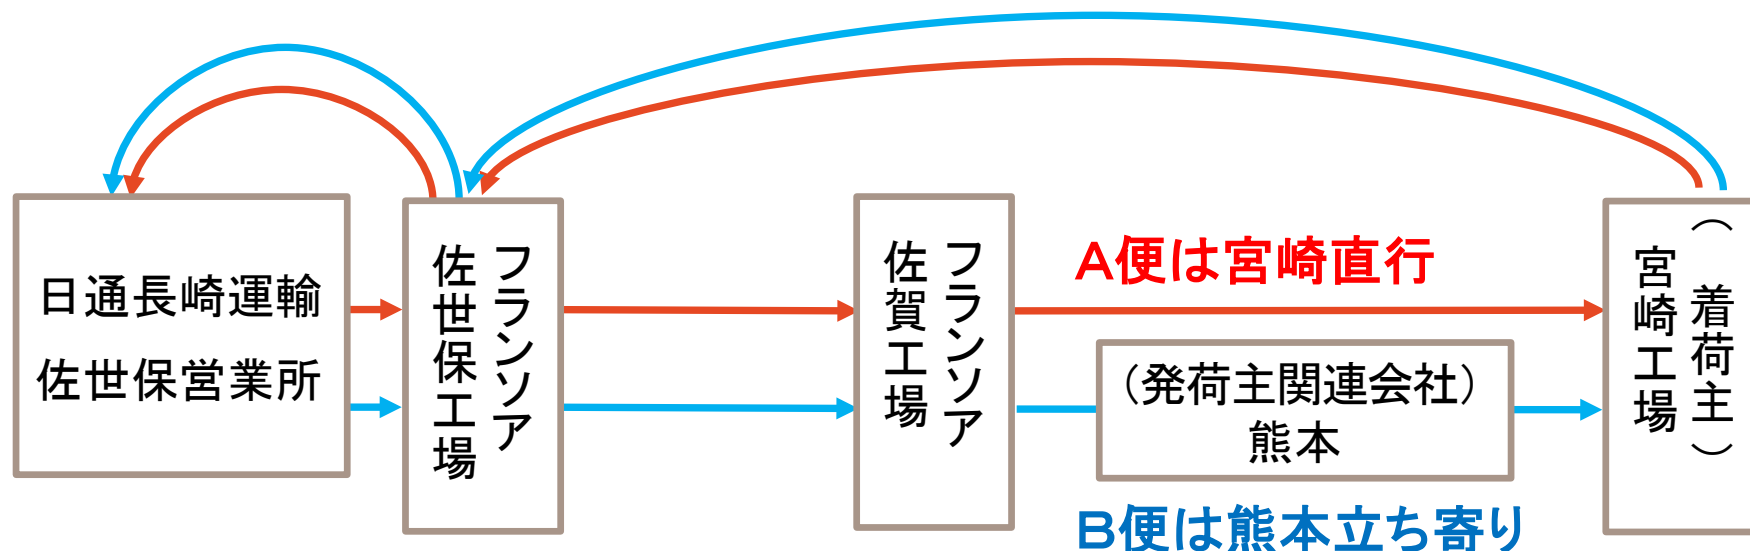 日通長崎運輸
佐世保営業所
フランソア
佐世保工場
フランソア
佐賀工場
A便は宮崎直行
（発荷主関連会社）
熊本
B便は熊本立ち寄り
（着荷主）
宮崎工場